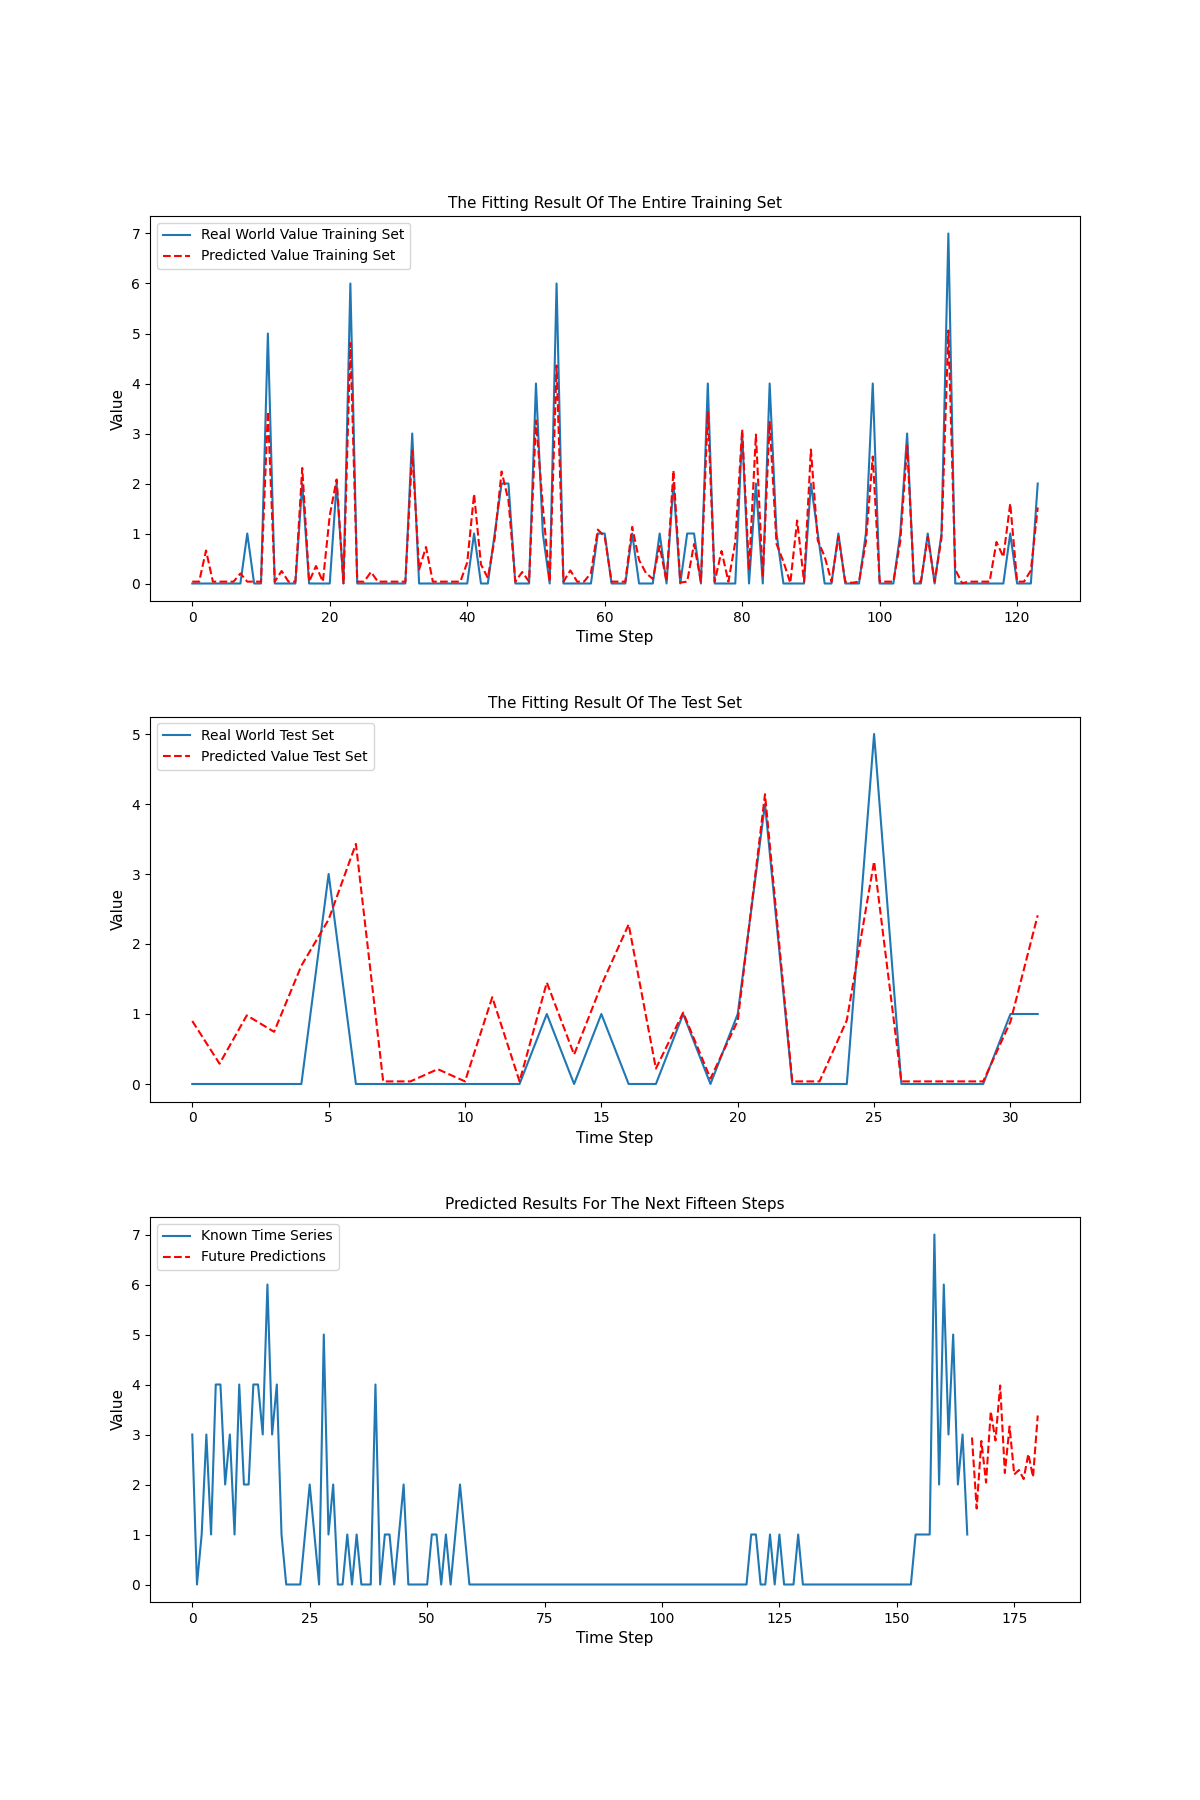 The Fitting Result Of The Entire Training Set
Real World Value Training Set
Predicted Value Training Set
7
6
5
4
3
2
1
0
Value
0 20 40 60 80 100 120
Time Step
The Fitting Result Of The Test Set
Real World Test Set
Predicted Value Test Set
5
4
3
2
1
0
Value
0 5 10 15 20 25 30
Time Step
Predicted Results For The Next Fifteen Steps
Known Time Series
Future Predictions
7
6
5
4
3
2
1
0
Value
0 25 50 75 100 125 150 175
Time Step